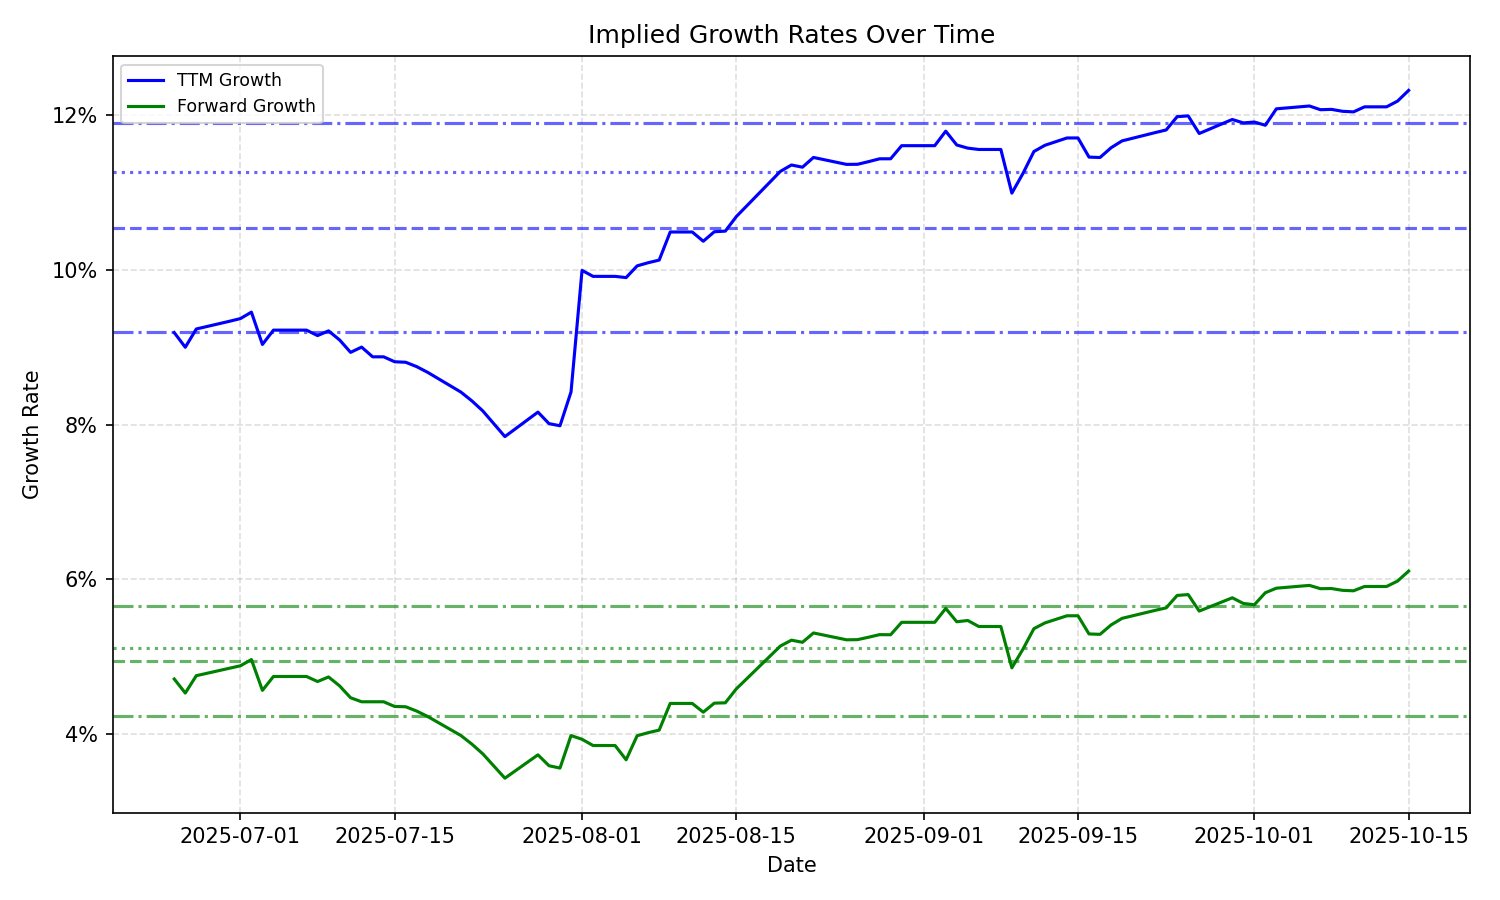 Implied Growth Rates Over Time
TTM Growth
Forward Growth
12%
10%
8%
6%
4%
Growth Rate
2025-07-01 2025-07-15 2025-08-01 2025-08-15 2025-09-01 2025-09-15 2025-10-01 2025-10-15
Date